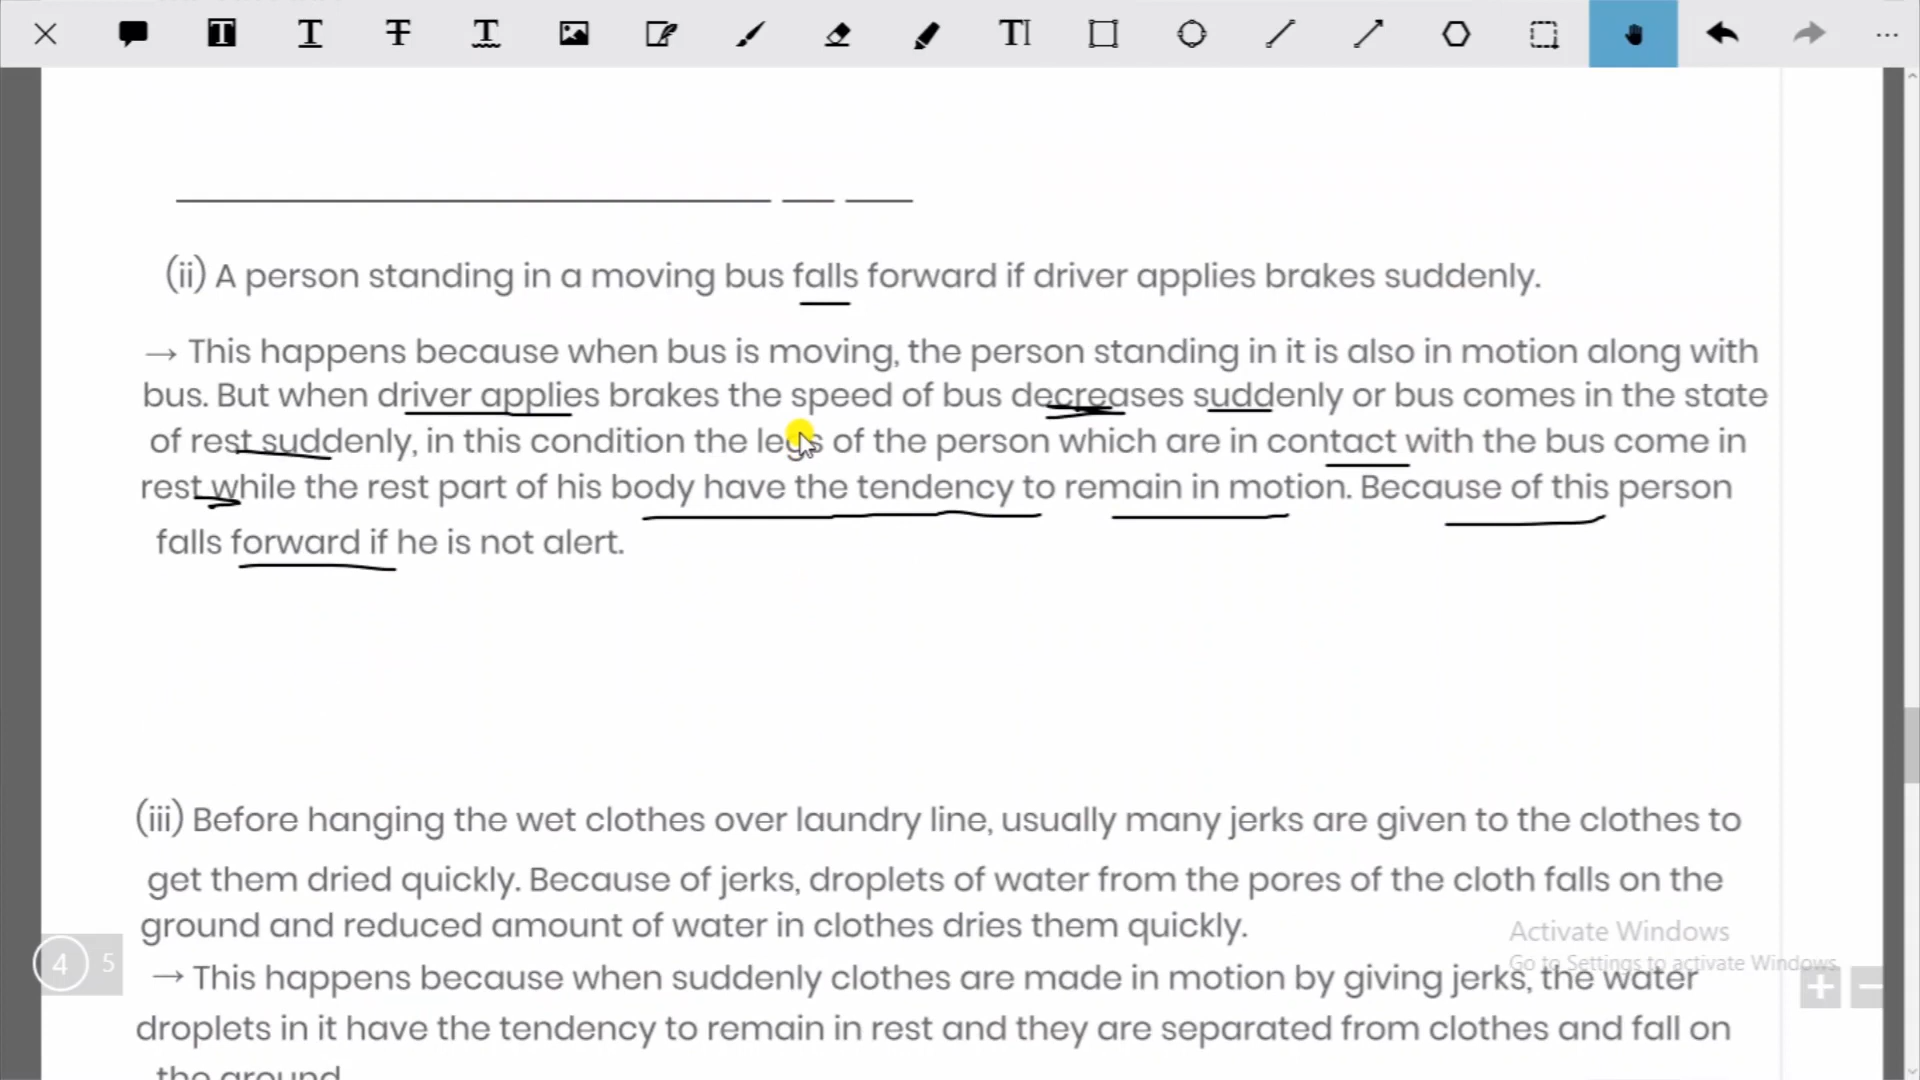 (ii) A person standing in a moving bus falls forward if driver applies brakes suddenly.
→ This happens because when bus is moving, the person standing in it is also in motion along with
bus. But when driver applies brakes the speed of bus decreases suddenly or bus comes in the state
of rest suddenly, in this condition the legs of the person which are in contact with the bus come in
rest while the rest part of his body have the tendency to remain in motion. Because of this person
falls forward if he is not alert.
(iii) Before hanging the wet clothes over laundry line, usually many jerks are given to the clothes to
get them dried quickly. Because of jerks, droplets of water from the pores of the cloth falls on the
ground and reduced amount of water in clothes dries them quickly.
Activate Windows
Go to Settings to activate Windows.
4 5
→ This happens because when suddenly clothes are made in motion by giving jerks, the water
droplets in it have the tendency to remain in rest and they are separated from clothes and fall on
the ground